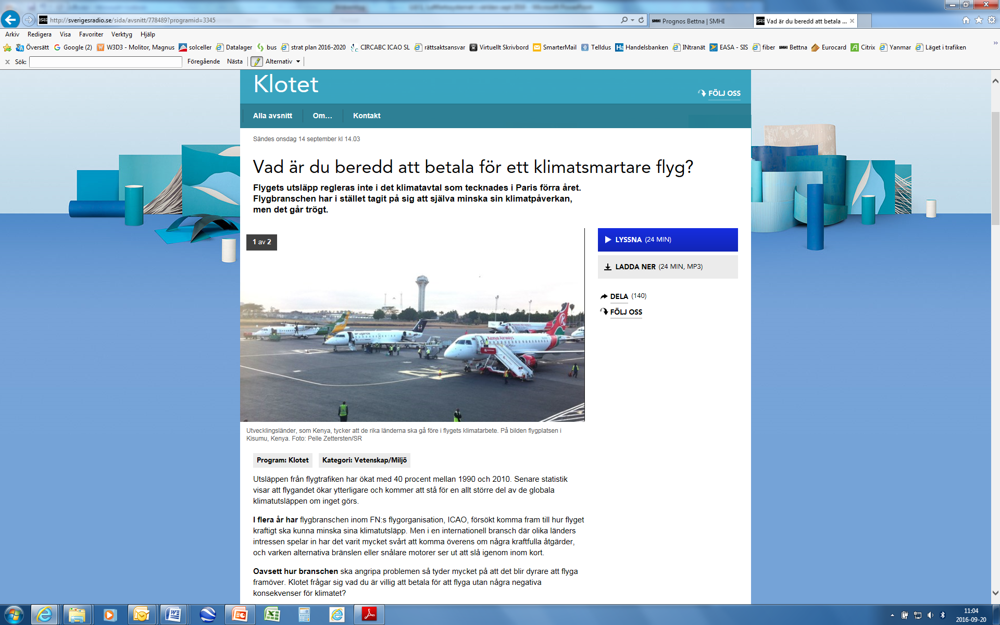 http://sverigesradio.se/sida/avsnitt/778489?programid=3345
Prognos Bettna | SMHI
Vad är du beredd att betala ...
Arkiv Redigera Visa Favoriter Verktyg Hjälp
Översätt Google (2) W3D3 - Molitor, Magnus solceller Datalager bus strat plan 2016-2020 CIRCABC ICAO SL rättsaktsansvar Virtuellt Skrivbord SmarterMail Telldus Handelsbanken INtranät EASA - SIS fiber Bettna Eurocard Citrix Yanmar Läget i trafiken
Sök: Föregående Nästa Alternativ
Klotet
FÖLJ OSS
Alla avsnitt Om... Kontakt
Sändes onsdag 14 september kl 14.03
Vad är du beredd att betala för ett klimatsmartare flyg?
Flygets utsläpp regleras inte i det klimatavtal som tecknades i Paris förra året.
Flygbranschen har i stället tagit på sig att själva minska sin klimatpåverkan,
men det går trögt.
1 av 2
LYSSNA (24 MIN)
LADDA NER (24 MIN, MP3)
DELA (140)
FÖLJ OSS
Kenya Airways
Utvecklingsländer, som Kenya, tycker att de rika länderna ska gå före i flygets klimatarbete. På bilden flygplatsen i
Kisumu, Kenya. Foto: Pelle Zettersten/SR
Program: Klotet Kategori: Vetenskap/Miljö
Utsläppen från flygtrafiken har ökat med 40 procent mellan 1990 och 2010. Senare statistik
visar att flygandet ökar ytterligare och kommer att stå för en allt större del av de globala
klimatutsläppen om inget görs.
I flera år har flygbranschen inom FN:s flygorganisation, ICAO, försökt komma fram till hur flyget
kraftigt ska kunna minska sina klimatutsläpp. Men i en internationell bransch där olika länders
intressen spelar in har det varit mycket svårt att komma överens om några kraftfulla åtgärder,
och varken alternativa bränslen eller snålare motorer ser ut att slå igenom inom kort.
Oavsett hur branschen ska angripa problemen så tyder mycket på att det blir dyrare att flyga
framöver. Klotet frågar sig vad du är villig att betala för att flyga utan några negativa
konsekvenser för klimatet?
11:04
2016-09-20